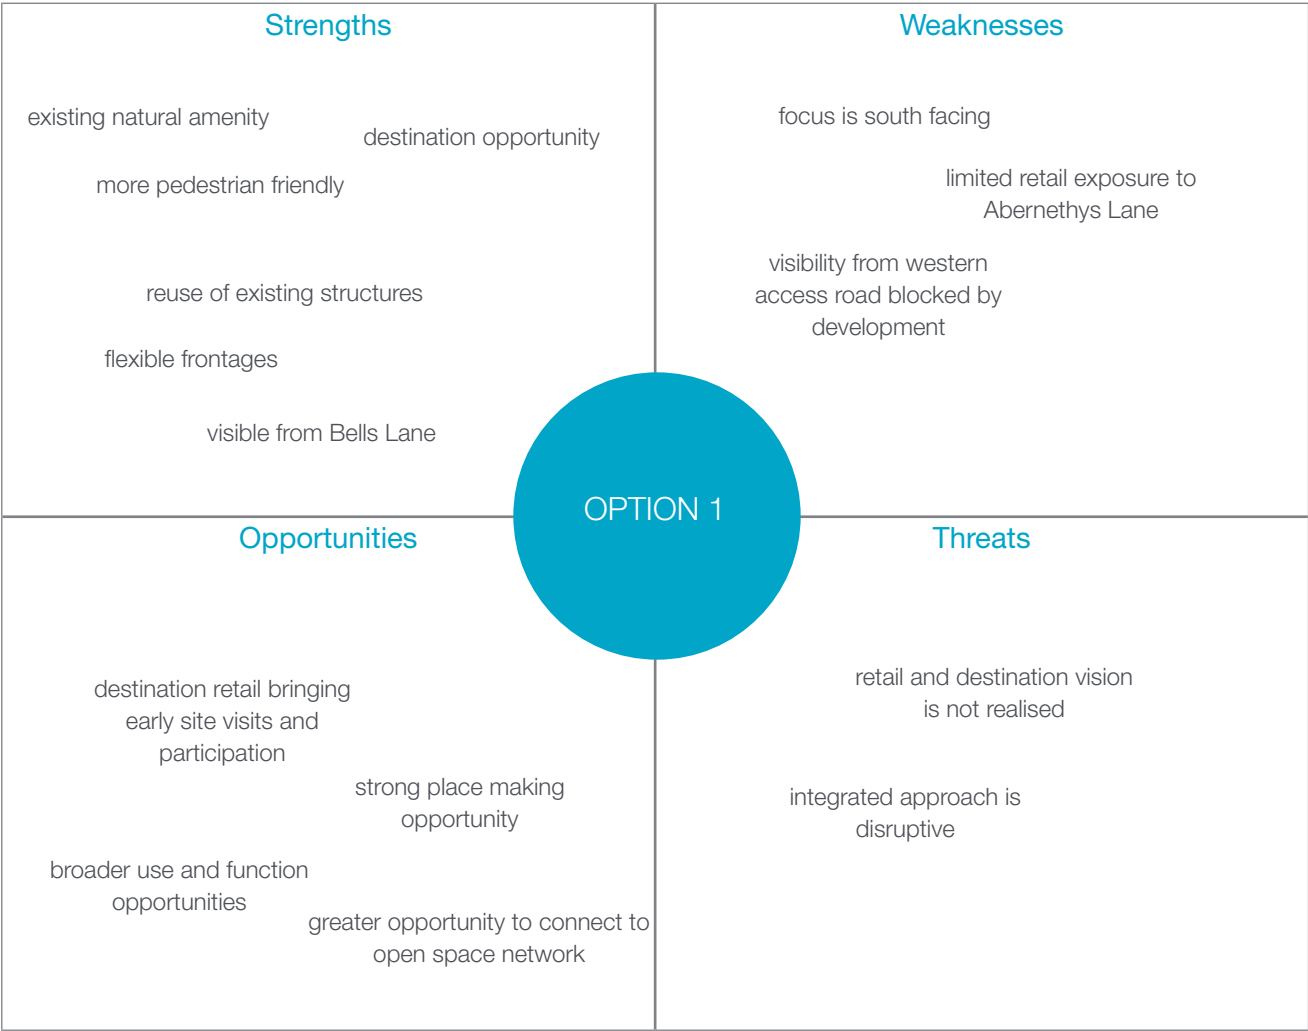 Strengths
existing natural amenity
destination opportunity
more pedestrian friendly
reuse of existing structures
flexible frontages
visible from Bells Lane
Weaknesses
focus is south facing
limited retail exposure to
Abernethys Lane
visibility from western
access road blocked by
development
OPTION 1
Opportunities
destination retail bringing
early site visits and
participation
strong place making
opportunity
broader use and function
opportunities
greater opportunity to connect to
open space network
Threats
retail and destination vision
is not realised
integrated approach is
disruptive